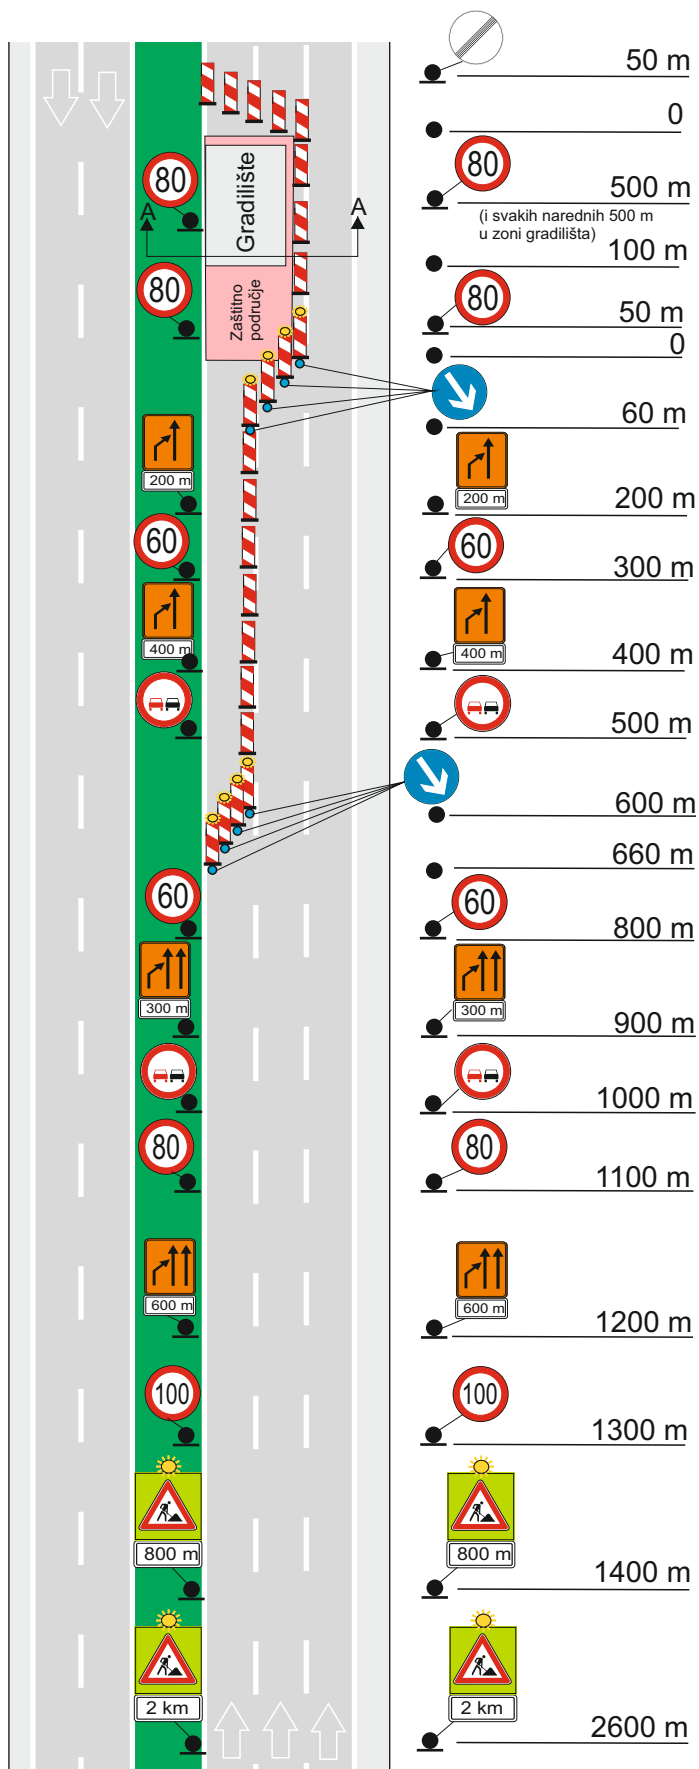 50 m
0
80
80
500 m
(i svakih narednih 500 m
u zoni gradilišta)
A
A
Gradilište
100 m
80
80
50 m
Zaštitno
područje
0
60 m
200 m
200 m
200 m
60
60
300 m
400 m
400 m
400 m
500 m
600 m
660 m
60
60
800 m
300 m
300 m
900 m
1000 m
80
80
1100 m
600 m
600 m
1200 m
100
100
1300 m
800 m
800 m
1400 m
2 km
2 km
2600 m